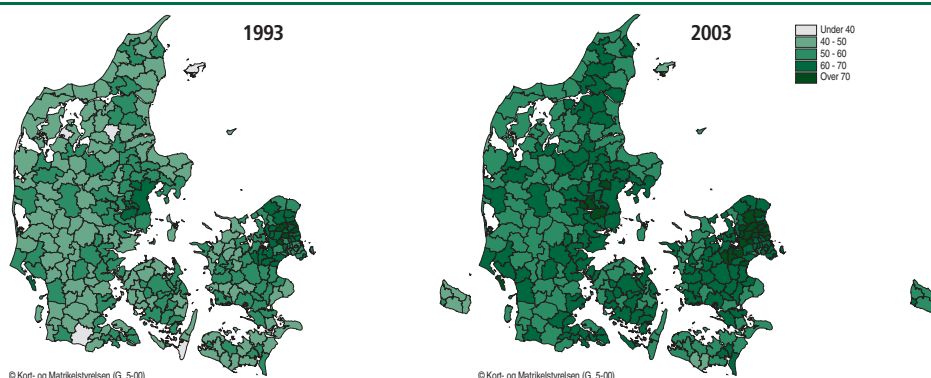 1993
2003
Under 40
40 - 50
50 - 60
60 - 70
Over 70
© Kort- og Matrikelstyrelsen (G. 5-00)
© Kort- og Matrikelstyrelsen (G. 5-00)